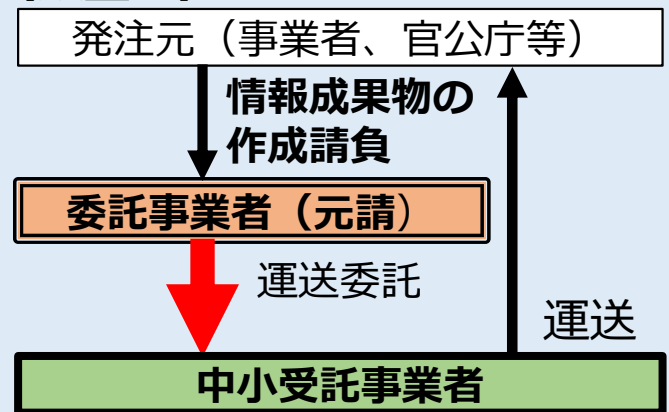 発注元（事業者、官公庁等）
情報成果物の
作成請負
委託事業者（元請）
運送委託
運送
中小受託事業者